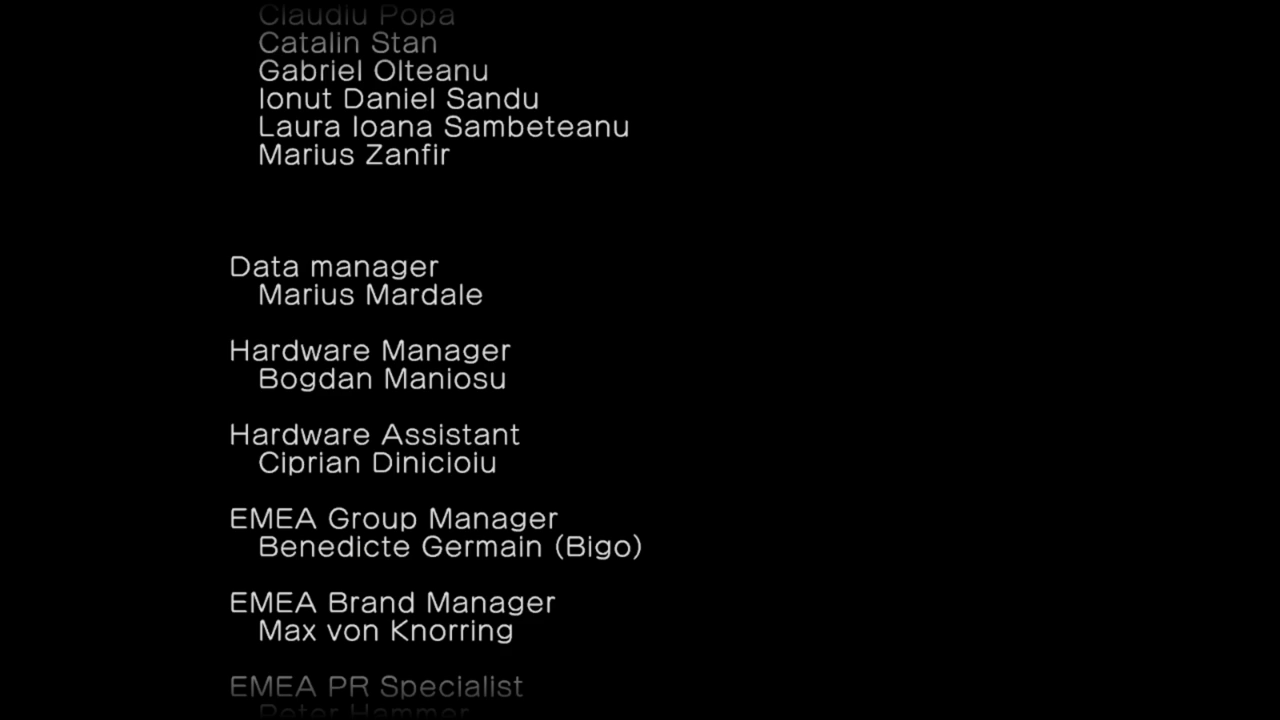 Claudiu Popa
Catalin Stan
Gabriel Olteanu
Ionut Daniel Sandu
Laura Ioana Sambeteanu
Marius Zanfir
Data manager
Marius Mardale
Hardware Manager
Bogdan Maniosu
Hardware Assistant
Ciprian Dinicioiu
EMEA Group Manager
Benedicte Germain (Bigo)
EMEA Brand Manager
Max von Knorring
EMEA PR Specialist
Peter Hammer